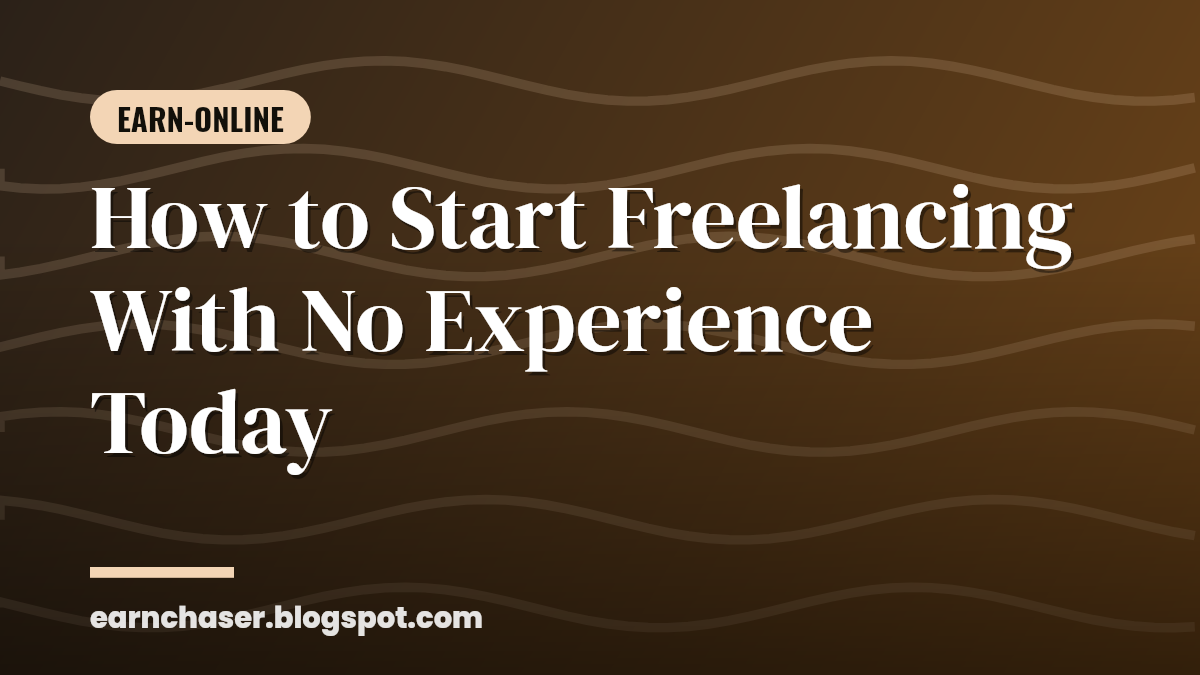 EARN-ONLINE
How to Start Freelancing
With No Experience
Today
earnchaser.blogspot.com